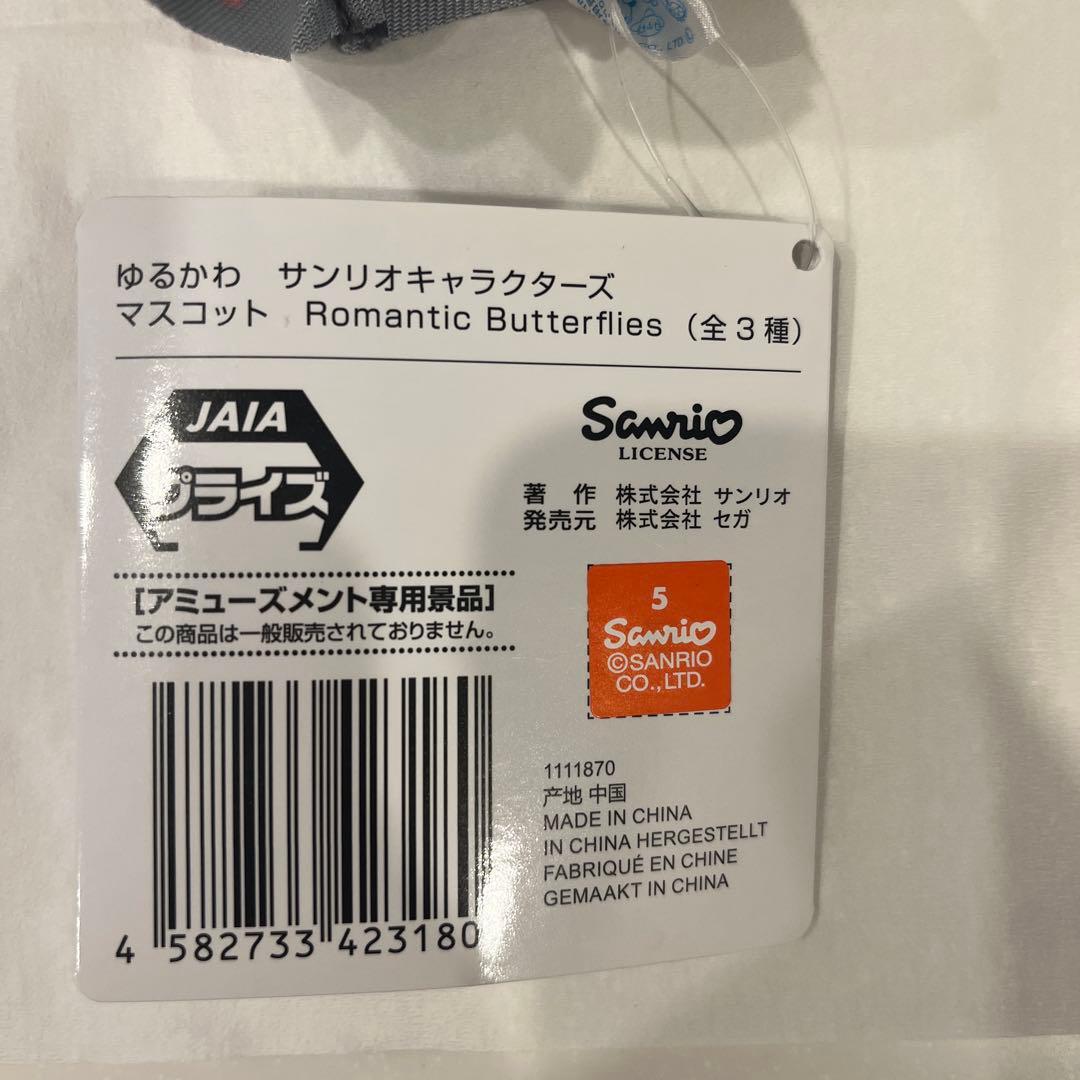 ゆるかわ サンリオキャラクターズ
マスコット Romantic Butterflies (全3種)
JAIA
プライズ
Sanrio
LICENSE
著 作 株式会社 サンリオ
発売元 株式会社 セガ
[アミューズメント専用景品]
この商品は一般販売されておりません。
5
Sanrio
©SANRIO
CO.,LTD.
1111870
产地 中国
MADE IN CHINA
IN CHINA HERGESTELLT
FABRIQUÉ EN CHINE
GEMAAKT IN CHINA
4 582733 423180